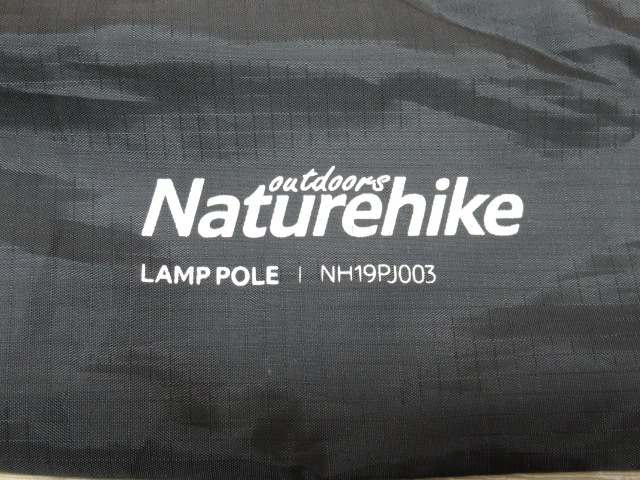 outdoors
Naturehike
LAMP POLE | NH19PJ003